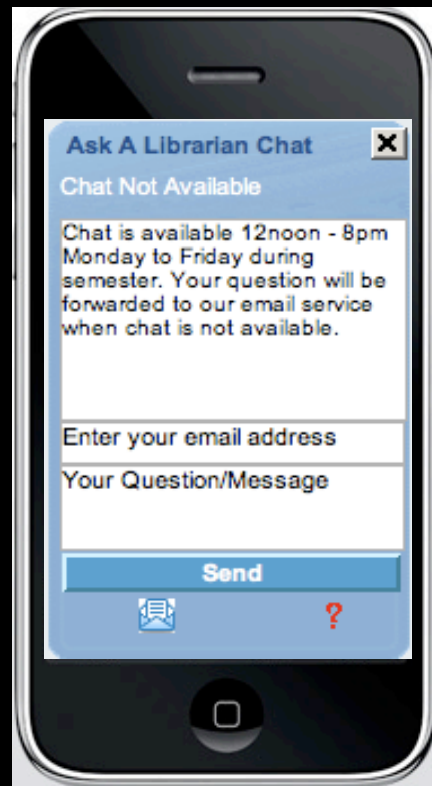 Ask A Librarian Chat
Chat Not Available
Chat is available 12noon - 8pm
Monday to Friday during
semester. Your question will be
forwarded to our email service
when chat is not available.
Enter your email address
Your Question/Message
Send
?